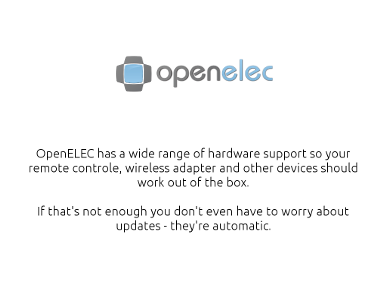 openelec
OpenELEC has a wide range of hardware support so your
remote controle, wireless adapter and other devices should
work out of the box.
If that's not enough you don't even have to worry about
updates - they're automatic.